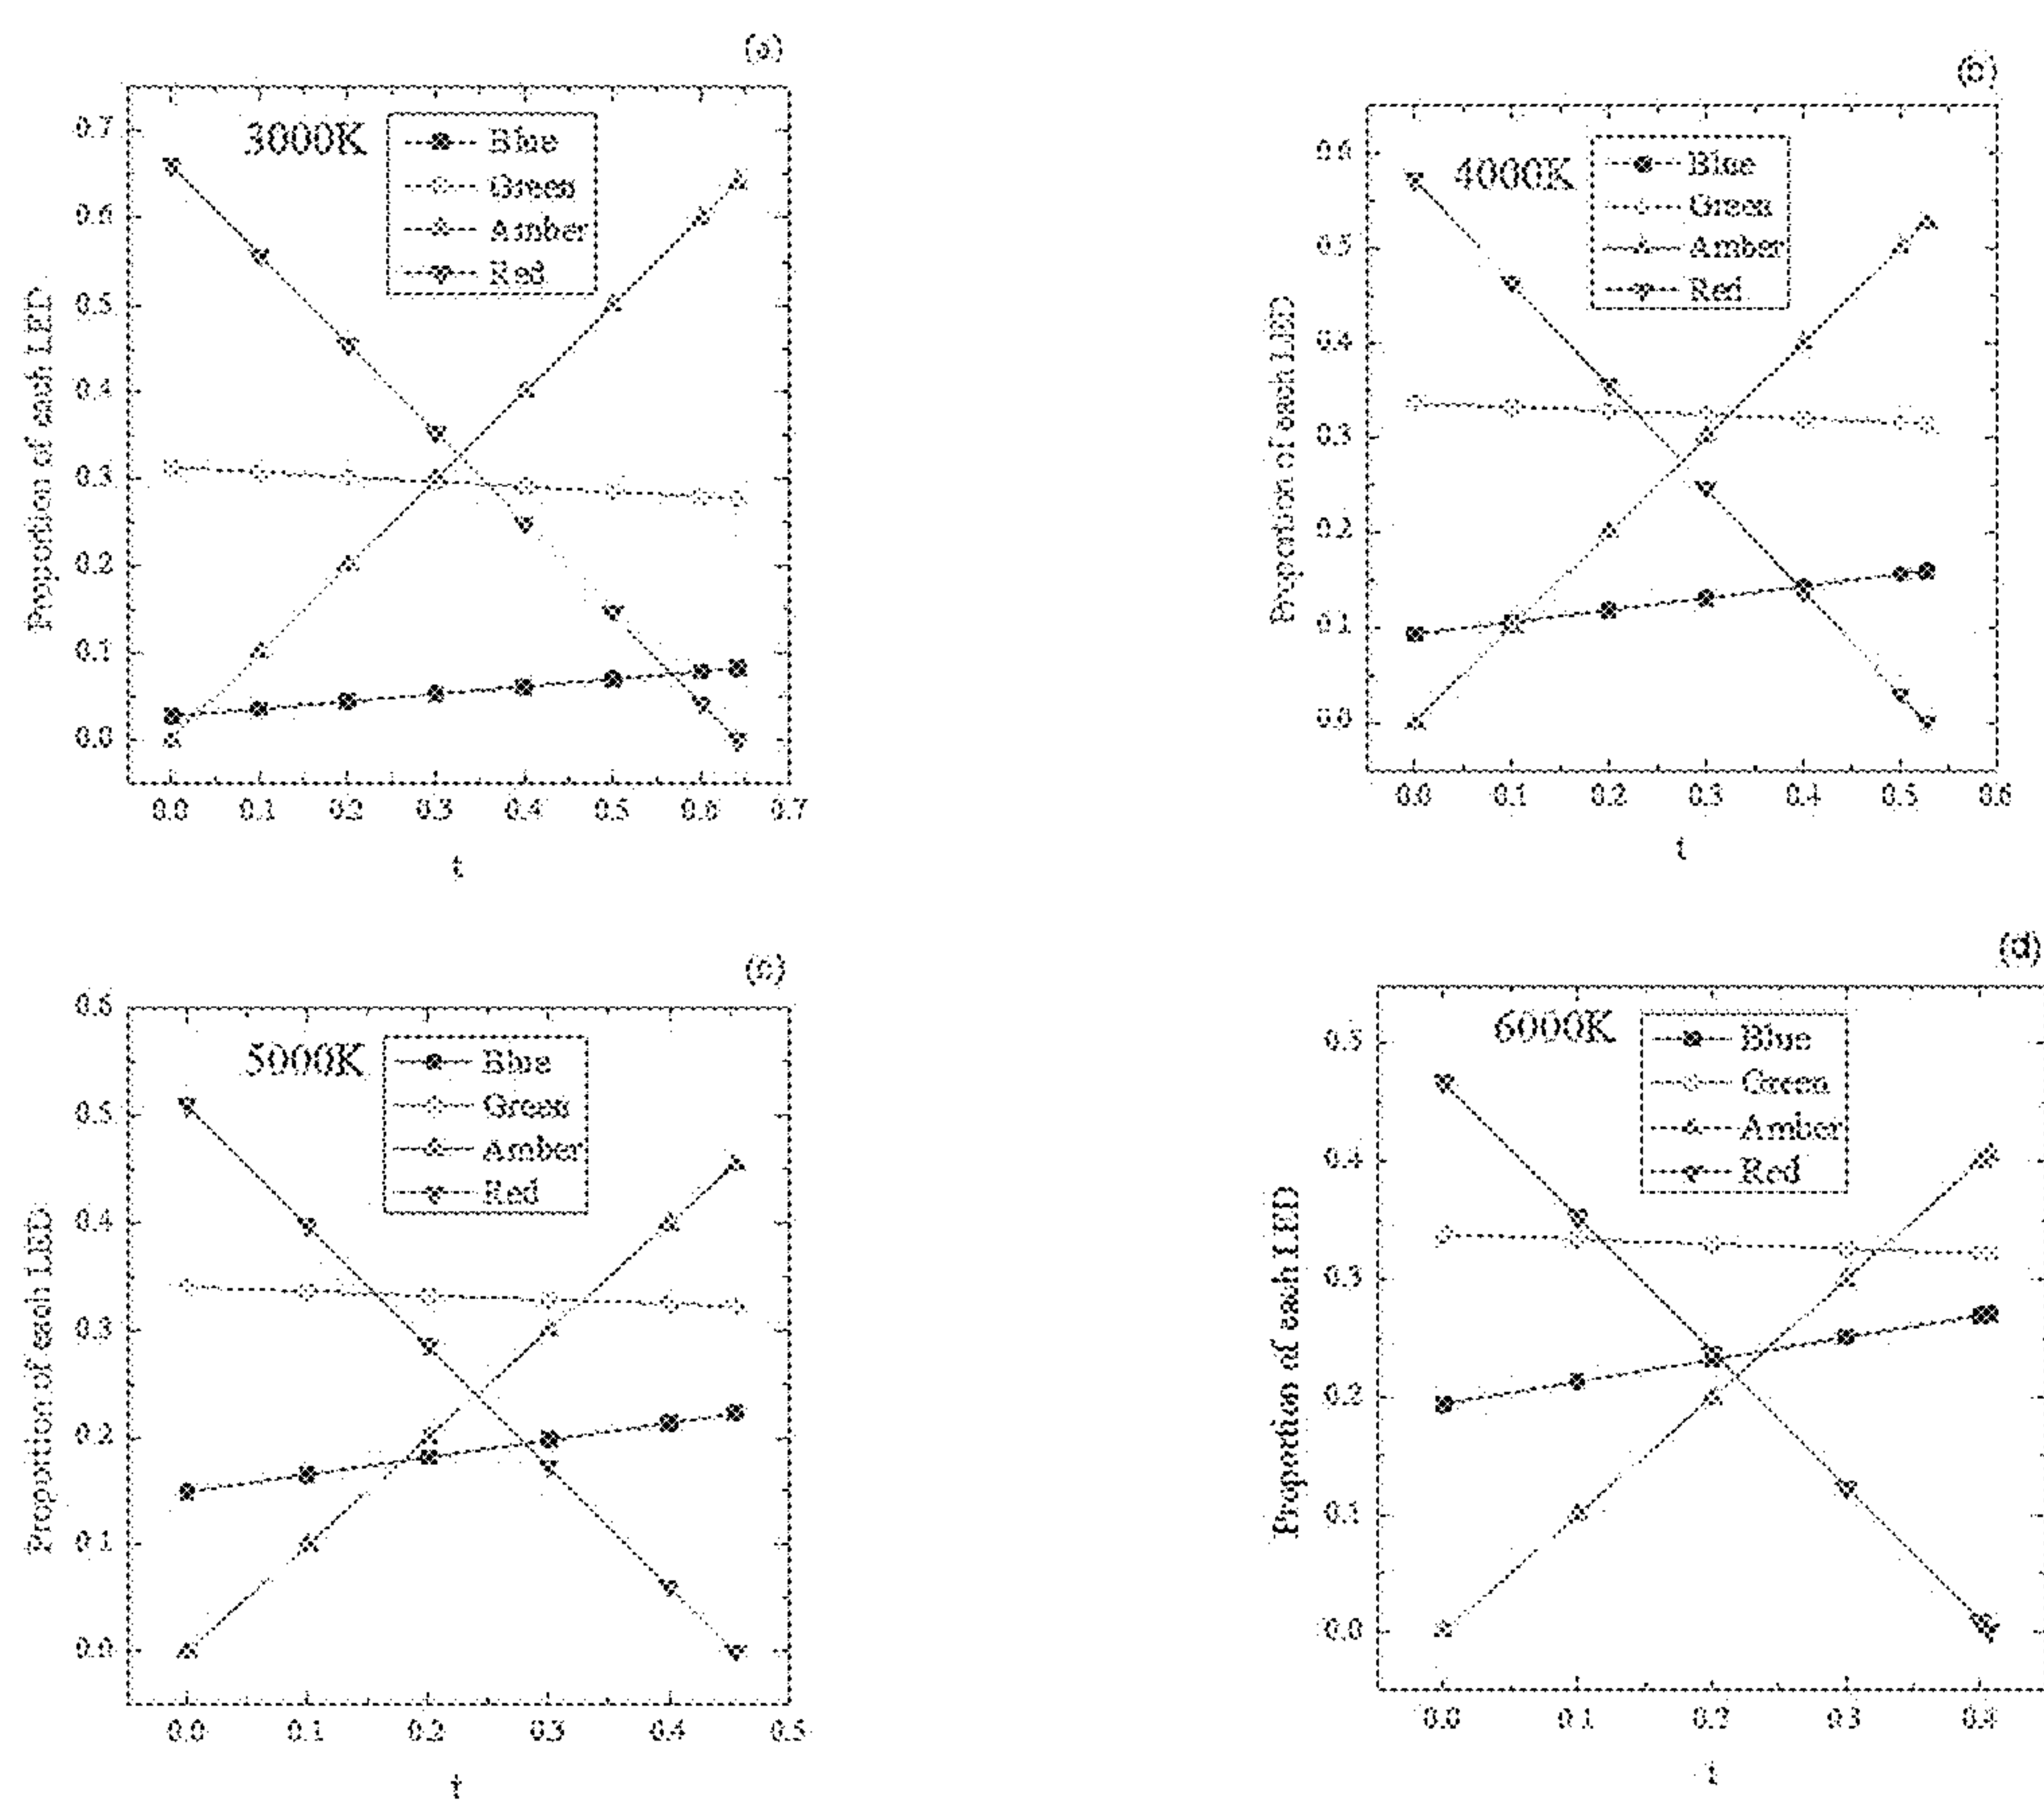 (a)
3000K
Blue
Green
Amber
Red
0.7
0.6
0.5
0.4
0.3
0.2
0.1
0.0
Proportion of each LED
0.0 0.1 0.2 0.3 0.4 0.5 0.6 0.7
t
(b)
4000K
Blue
Green
Amber
Red
0.6
0.5
0.4
0.3
0.2
0.1
0.0
Proportion of each LED
0.0 0.1 0.2 0.3 0.4 0.5 0.6
t
(c)
5000K
Blue
Green
Amber
Red
0.6
0.5
0.4
0.3
0.2
0.1
0.0
Proportion of each LED
0.0 0.1 0.2 0.3 0.4 0.5
t
(d)
6000K
Blue
Green
Amber
Red
0.5
0.4
0.3
0.2
0.1
0.0
Proportion of each LED
0.0 0.1 0.2 0.3 0.4
t